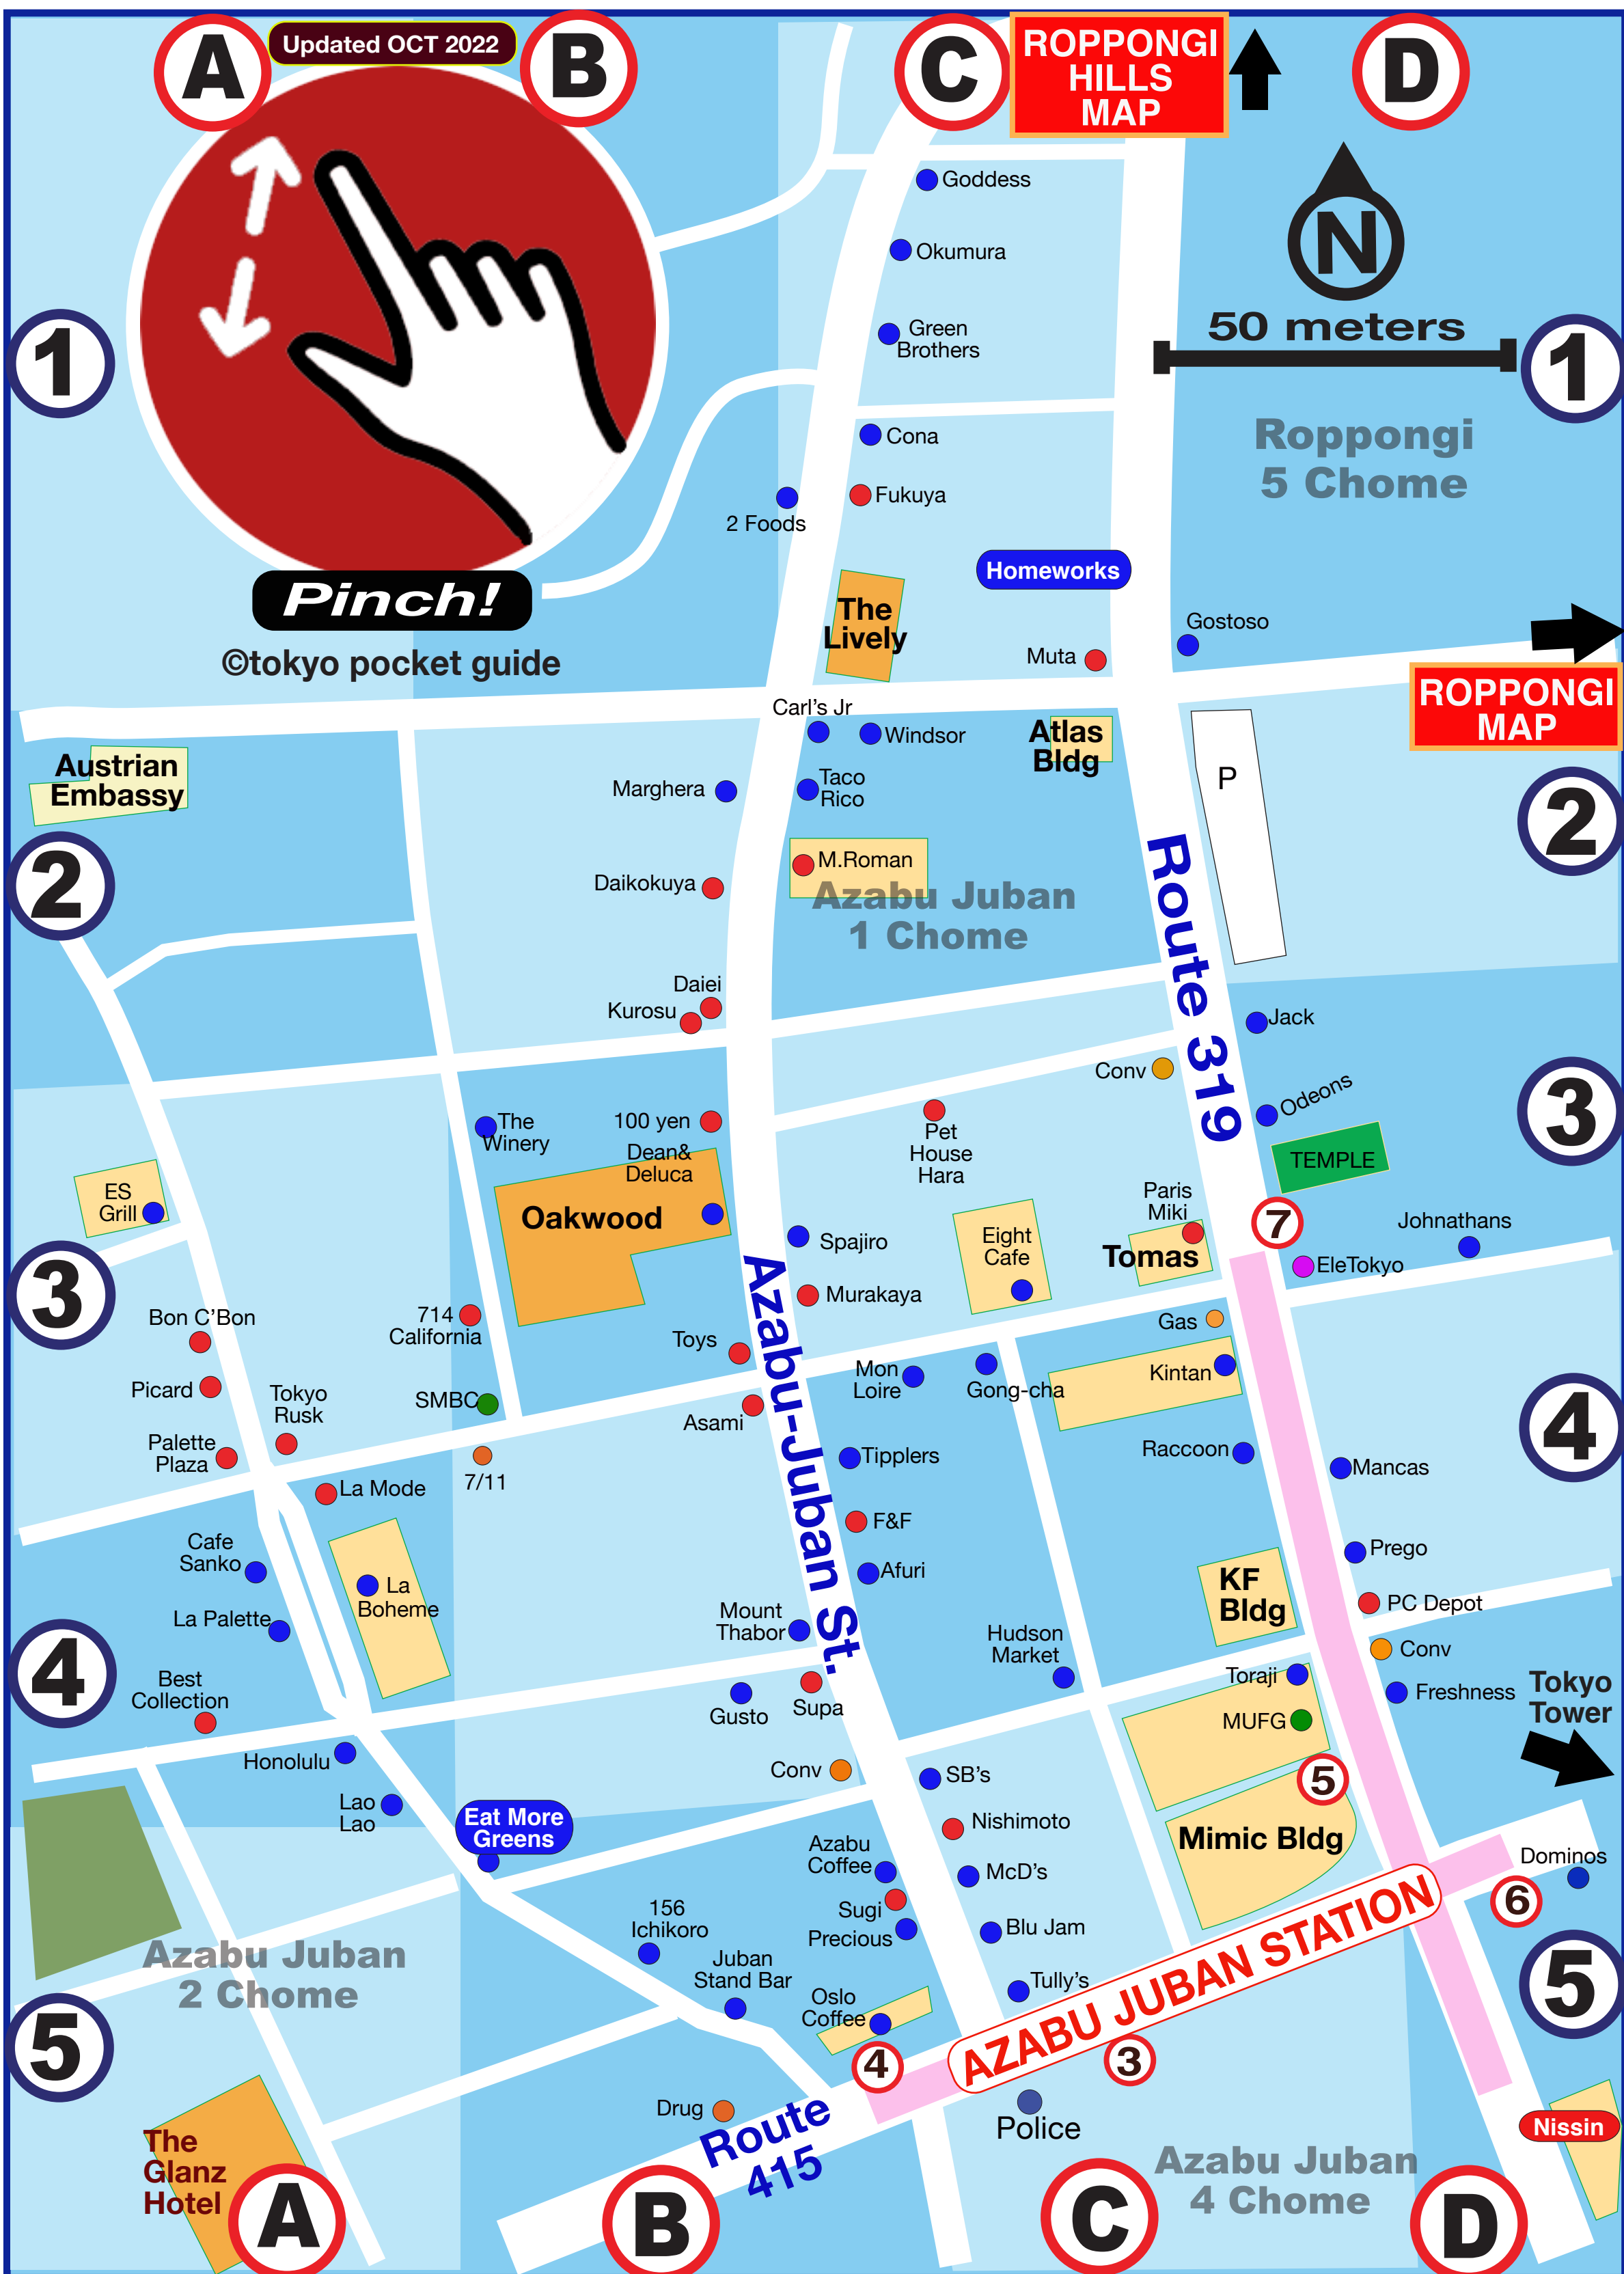 A
Updated OCT 2022
B
C
ROPPONGI
HILLS
MAP
D
Goddess
N
Okumura
50 meters
1
Green
Brothers
1
Roppongi
5 Chome
Cona
Fukuya
2 Foods
Homeworks
Pinch!
The
Lively
Gostoso
©tokyo pocket guide
Muta
ROPPONGI
MAP
Carl's Jr
Windsor
Atlas
Bldg
Austrian
Embassy
P
Marghera
Taco
Rico
2
2
M.Roman
Daikokuya
Azabu Juban
1 Chome
Route 319
Daiei
Kurosu
Jack
Conv
Odeons
3
The
Winery
100 yen
Pet
House
Hara
Dean&
Deluca
TEMPLE
ES
Grill
Oakwood
Paris
Miki
7
Johnathans
Spajiro
Eight
Cafe
Tomas
EleTokyo
3
Murakaya
Bon C'Bon
714
California
Azabu-Juban St.
Gas
Toys
Mon
Loire
Gong-cha
Kintan
Picard
Tokyo
Rusk
SMBC
Asami
4
Palette
Plaza
7/11
Tipplers
Raccoon
Mancas
La Mode
F&F
Cafe
Sanko
Afuri
Prego
La
Boheme
KF
Bldg
PC Depot
La Palette
Mount
Thabor
Hudson
Market
Conv
4
Best
Collection
Gusto
Supa
Toraji
Freshness
Tokyo
Tower
MUFG
Honolulu
Conv
SB's
5
Lao
Lao
Eat More
Greens
Nishimoto
Mimic Bldg
Azabu
Coffee
McD's
Dominos
Sugi
6
156
Ichikoro
Precious
Blu Jam
Azabu Juban
2 Chome
Juban
Stand Bar
Tully's
5
5
Oslo
Coffee
AZABU JUBAN STATION
4
3
Drug
Route
415
Police
Nissin
The
Glanz
Hotel
Azabu Juban
4 Chome
A
B
C
D